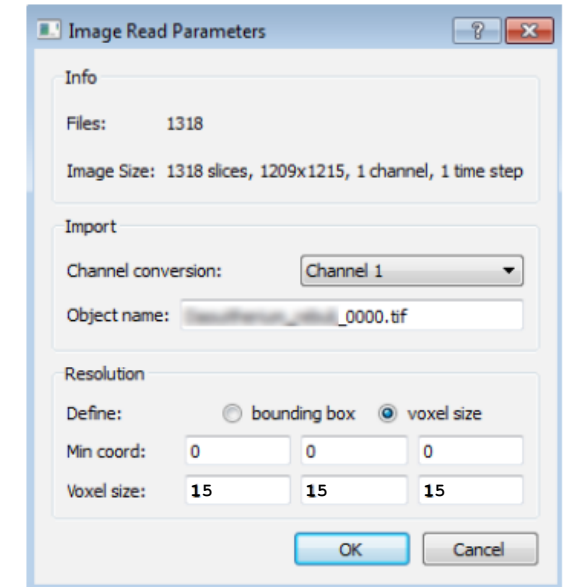 Image Read Parameters
Info
Files: 1318
Image Size: 1318 slices, 1209x1215, 1 channel, 1 time step
Import
Channel conversion: Channel 1
Object name: _0000.tif
Resolution
Define: bounding box voxel size
Min coord: 0 0 0
Voxel size: 15 15 15
OK Cancel